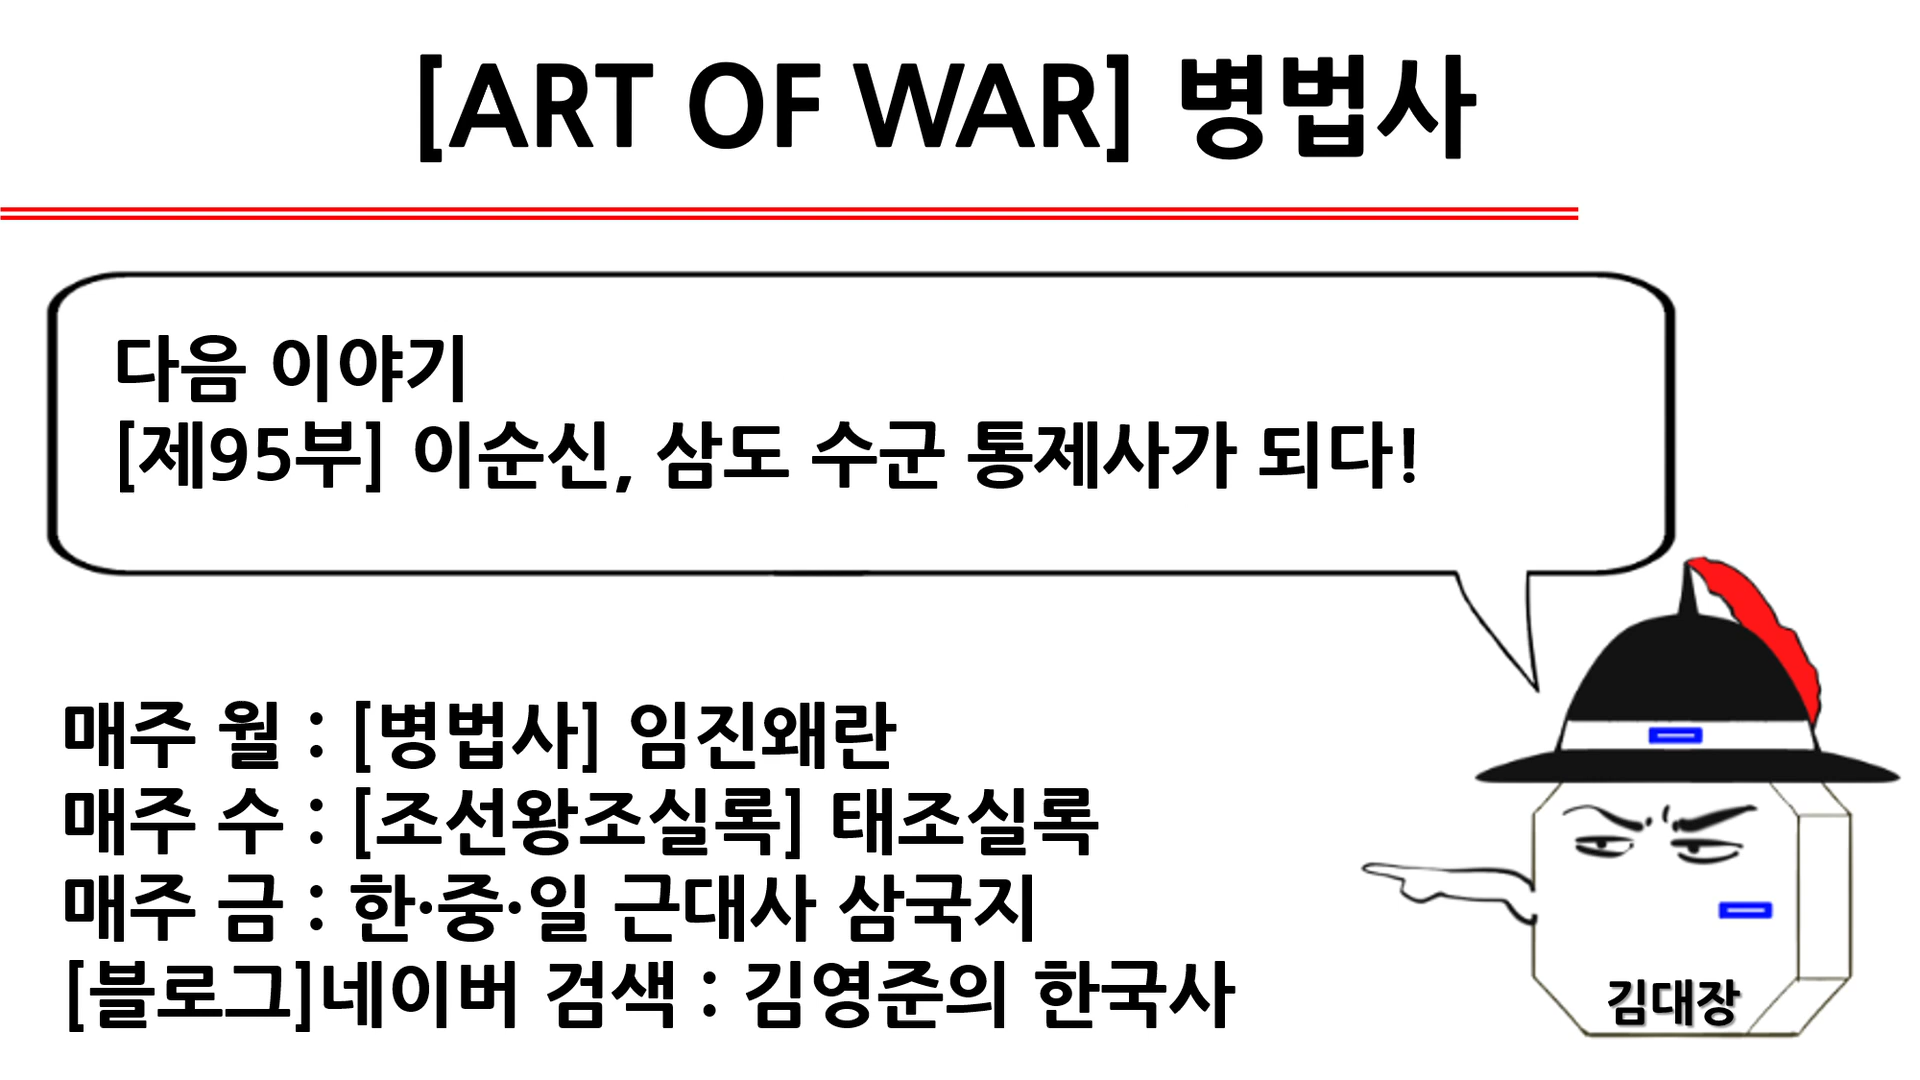 [ART OF WAR] 병법사
다음 이야기
[제95부] 이순신, 삼도 수군 통제사가 되다!
매주 월 : [병법사] 임진왜란
매주 수 : [조선왕조실록] 태조실록
매주 금 : 한·중·일 근대사 삼국지
[블로그]네이버 검색 : 김영준의 한국사
김대장